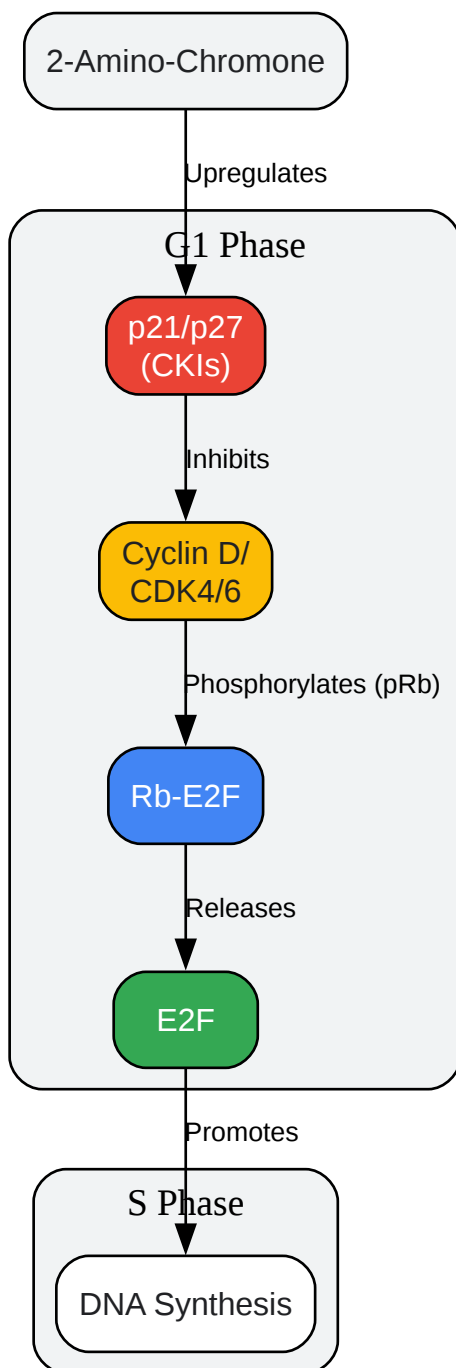 2-Amino-Chromone
Upregulates
G1 Phase
p21/p27
(CKIs)
Inhibits
Cyclin D/
CDK4/6
Phosphorylates (pRb)
Rb-E2F
Releases
E2F
Promotes
S Phase
DNA Synthesis